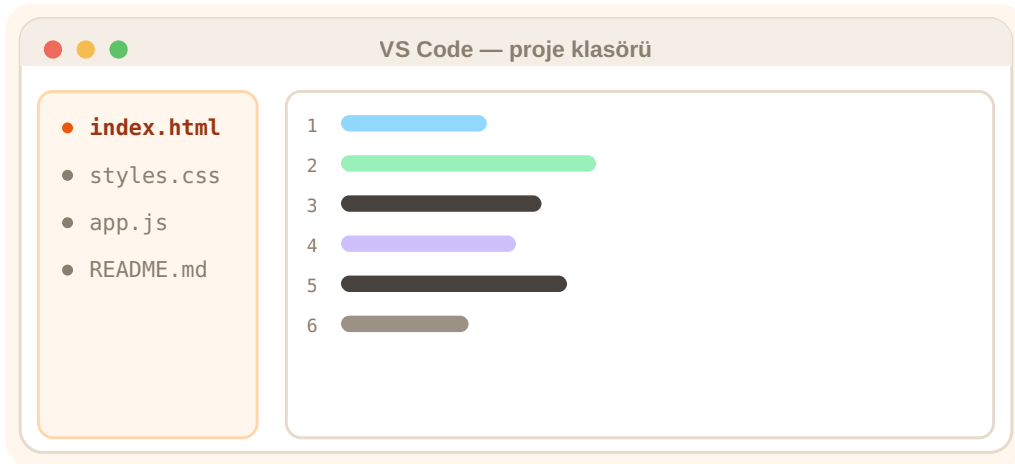 VS Code — proje klasörü
index.html
styles.css
app.js
README.md
1
2
3
4
5
6